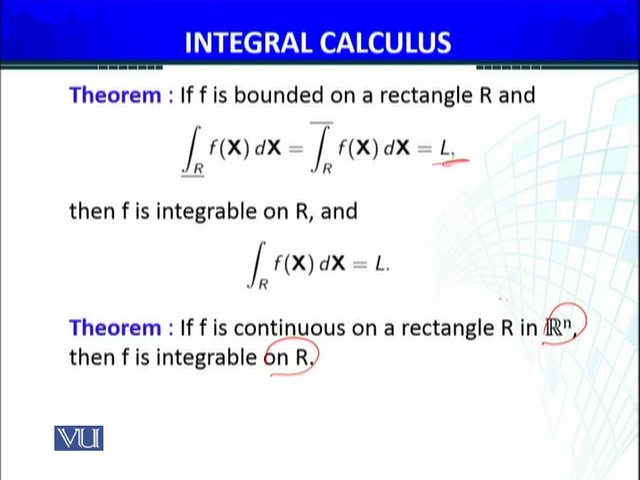 INTEGRAL CALCULUS
Theorem : If f is bounded on a rectangle R and
∫_R f(X) dX = ∫̅_R f(X) dX = L,
then f is integrable on R, and
∫_R f(X) dX = L.
Theorem : If f is continuous on a rectangle R in ℝⁿ,
then f is integrable on R.
VU